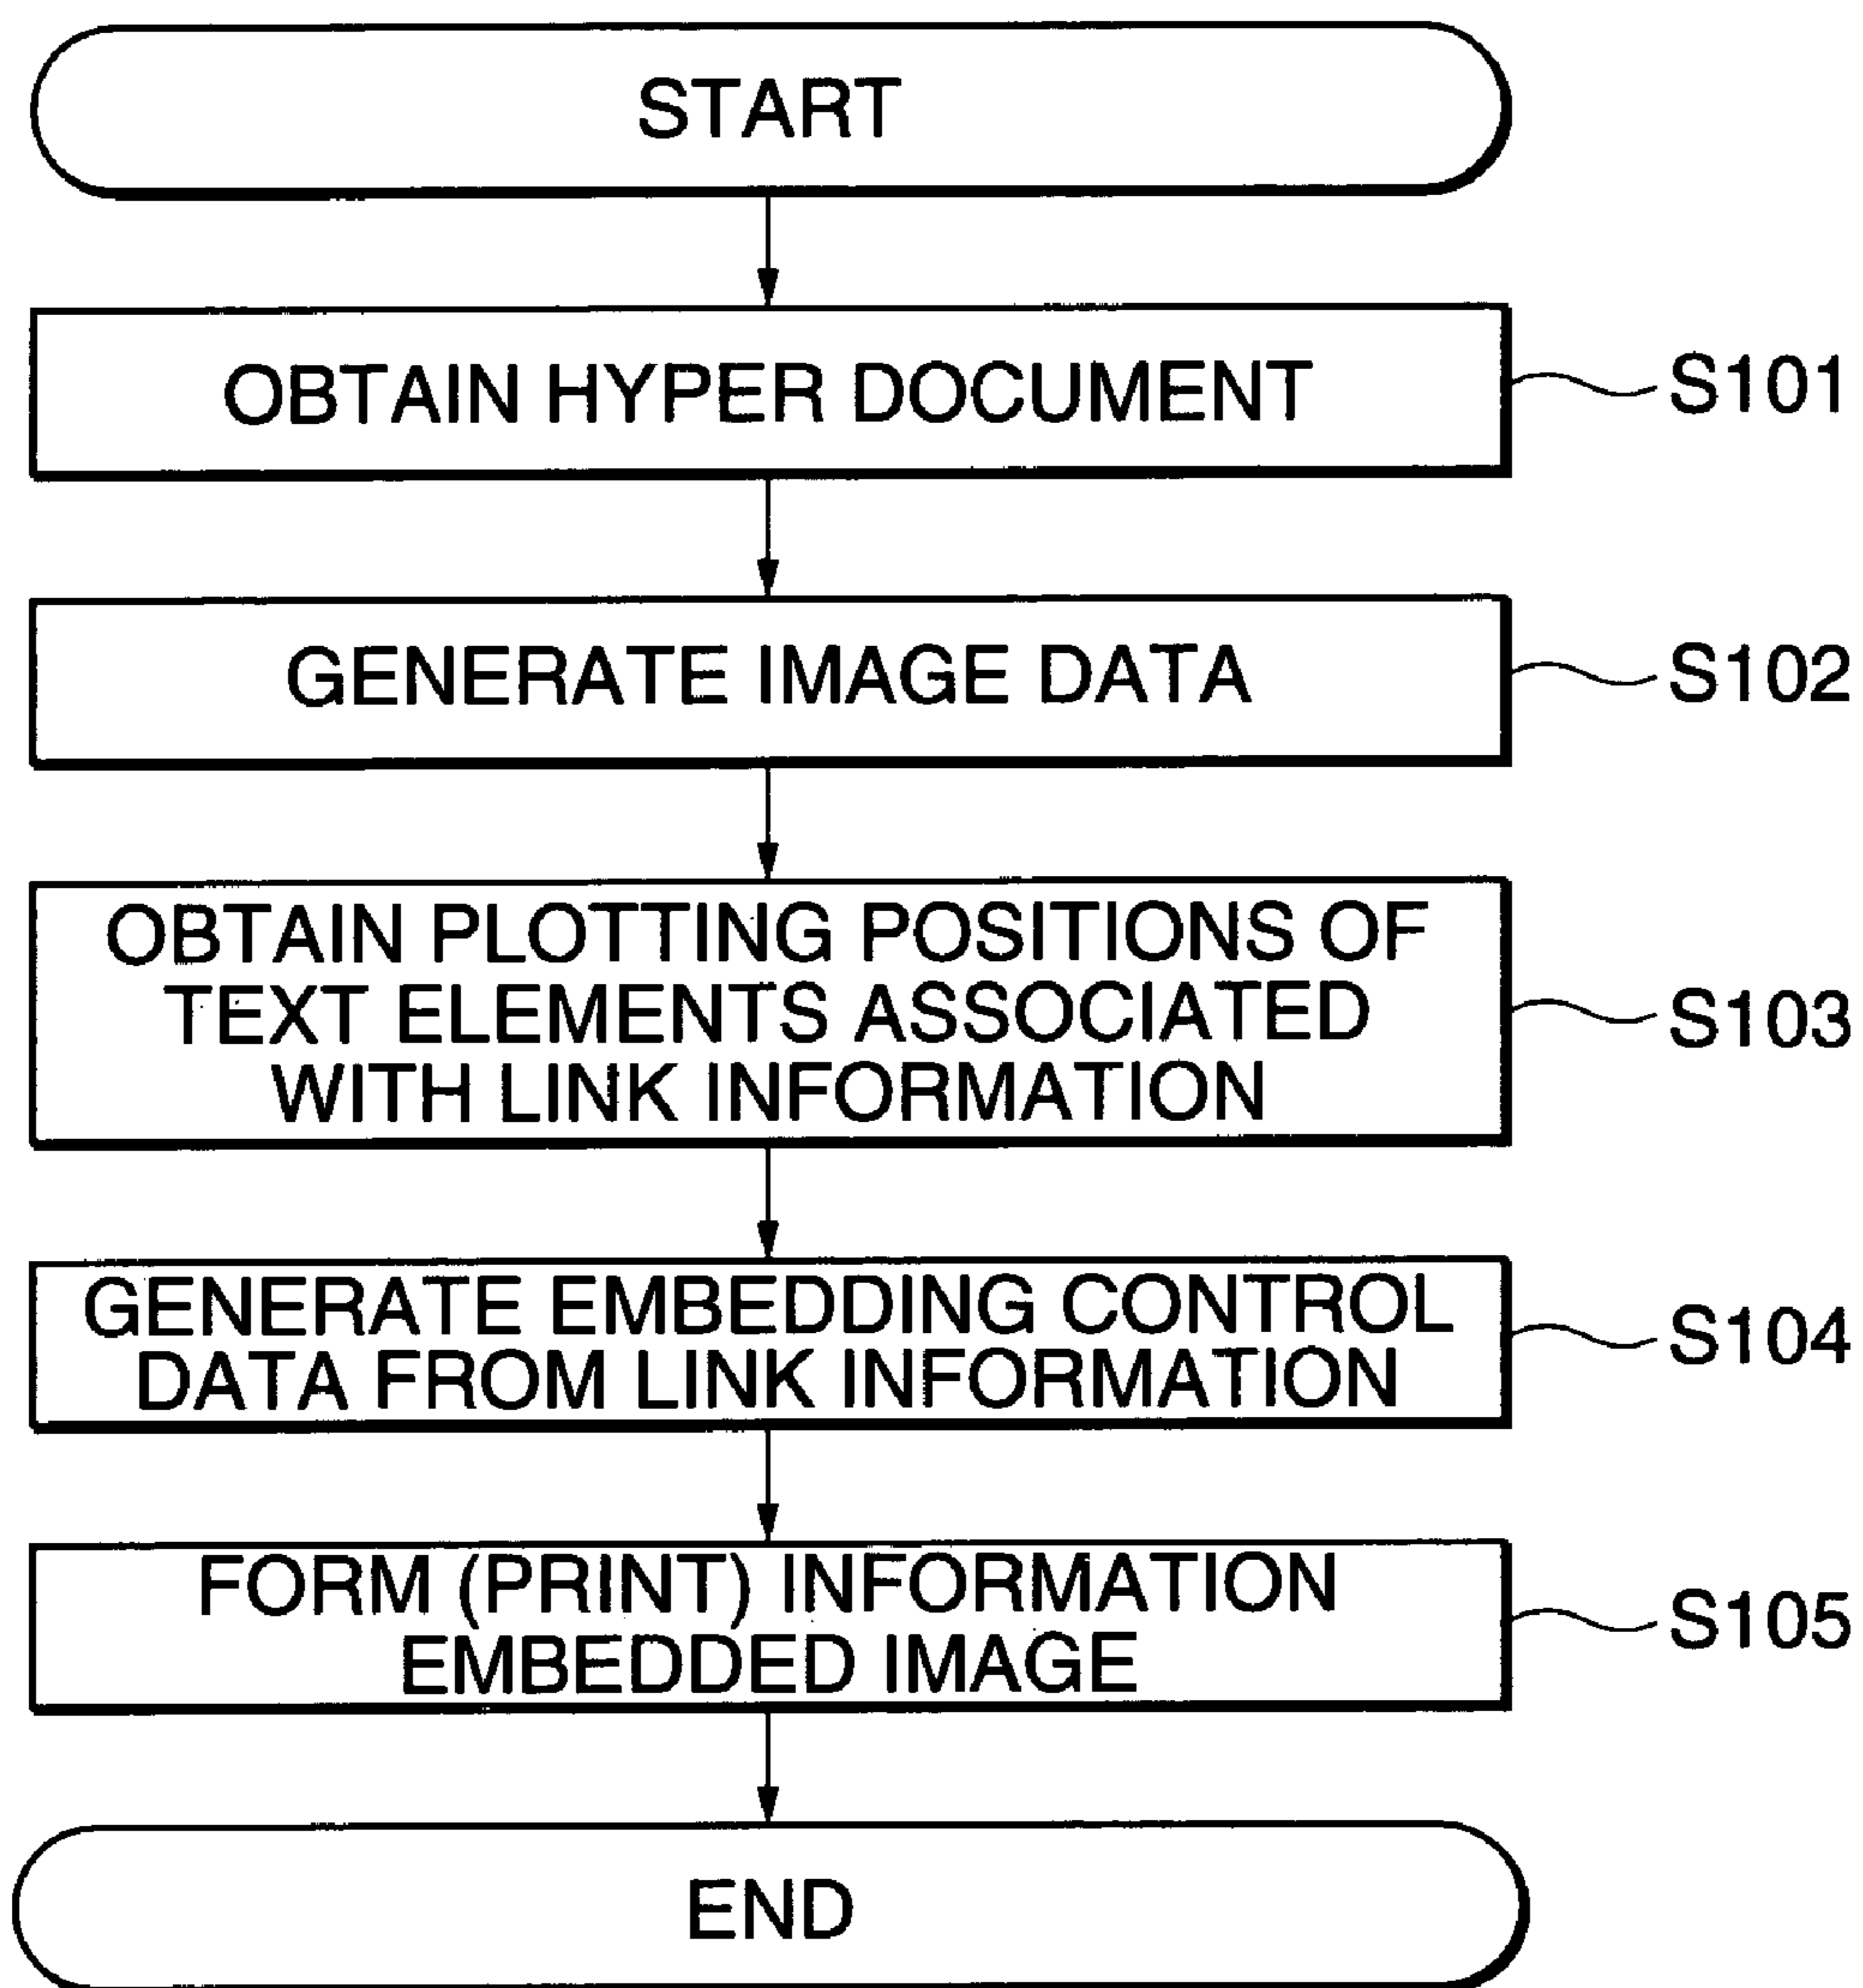 START
OBTAIN HYPER DOCUMENT
S101
GENERATE IMAGE DATA
S102
OBTAIN PLOTTING POSITIONS OF
TEXT ELEMENTS ASSOCIATED
WITH LINK INFORMATION
S103
GENERATE EMBEDDING CONTROL
DATA FROM LINK INFORMATION
S104
FORM (PRINT) INFORMATION
EMBEDDED IMAGE
S105
END